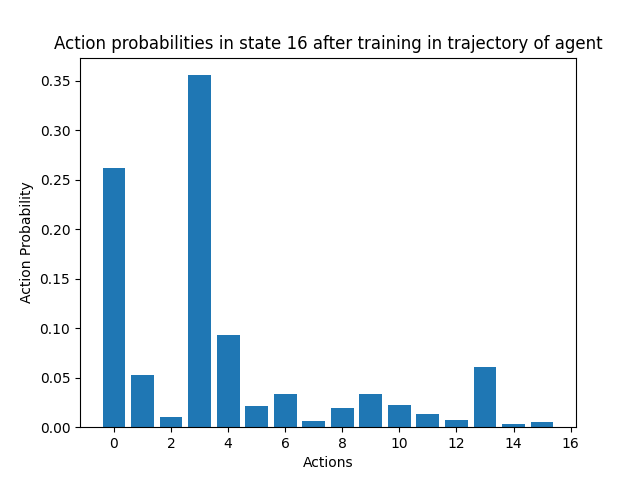 Action probabilities in state 16 after training in trajectory of agent
Action Probability
0.35
0.30
0.25
0.20
0.15
0.10
0.05
0.00
0 2 4 6 8 10 12 14 16
Actions